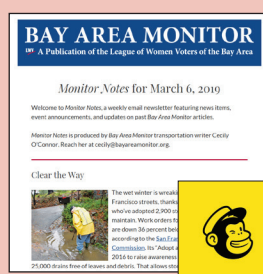 BAY AREA MONITOR
LWV A Publication of the League of Women Voters of the Bay Area
Monitor Notes for March 6, 2019
Welcome to Monitor Notes, a weekly email newsletter featuring news items,
event announcements, and updates on past Bay Area Monitor articles.
Monitor Notes is produced by Bay Area Monitor transportation writer Cecily
O'Connor. Reach her at cecily@bayareamonitor.org.
Clear the Way
The wet winter is wreaki
Francisco streets, thanks
who've adopted 2,900 st
maintain. Work orders fo
are down 36 percent bel
according to the San Fran
Commission. Its "Adopt a
2016 to raise awareness
25,000 drains free of leaves and debris. That allows sto